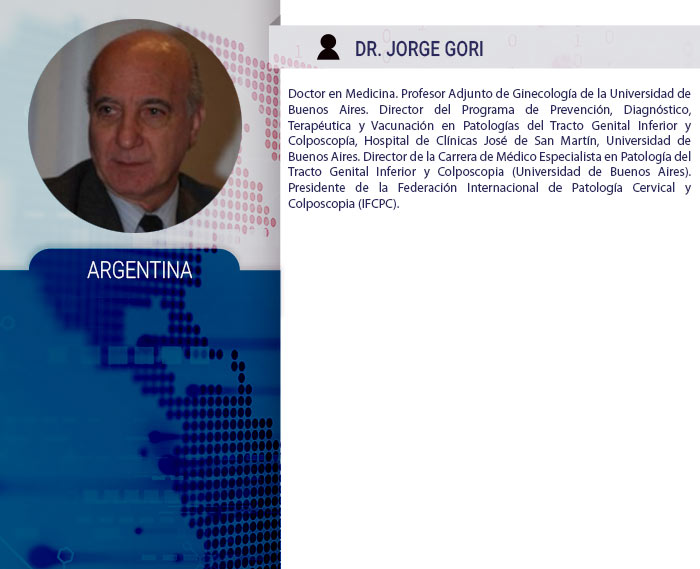 DR. JORGE GORI
Doctor en Medicina. Profesor Adjunto de Ginecología de la Universidad de
Buenos Aires. Director del Programa de Prevención, Diagnóstico,
Terapéutica y Vacunación en Patologías del Tracto Genital Inferior y
Colposcopía, Hospital de Clínicas José de San Martín, Universidad de
Buenos Aires. Director de la Carrera de Médico Especialista en Patología del
Tracto Genital Inferior y Colposcopia (Universidad de Buenos Aires).
Presidente de la Federación Internacional de Patología Cervical y
Colposcopia (IFCPC).
ARGENTINA